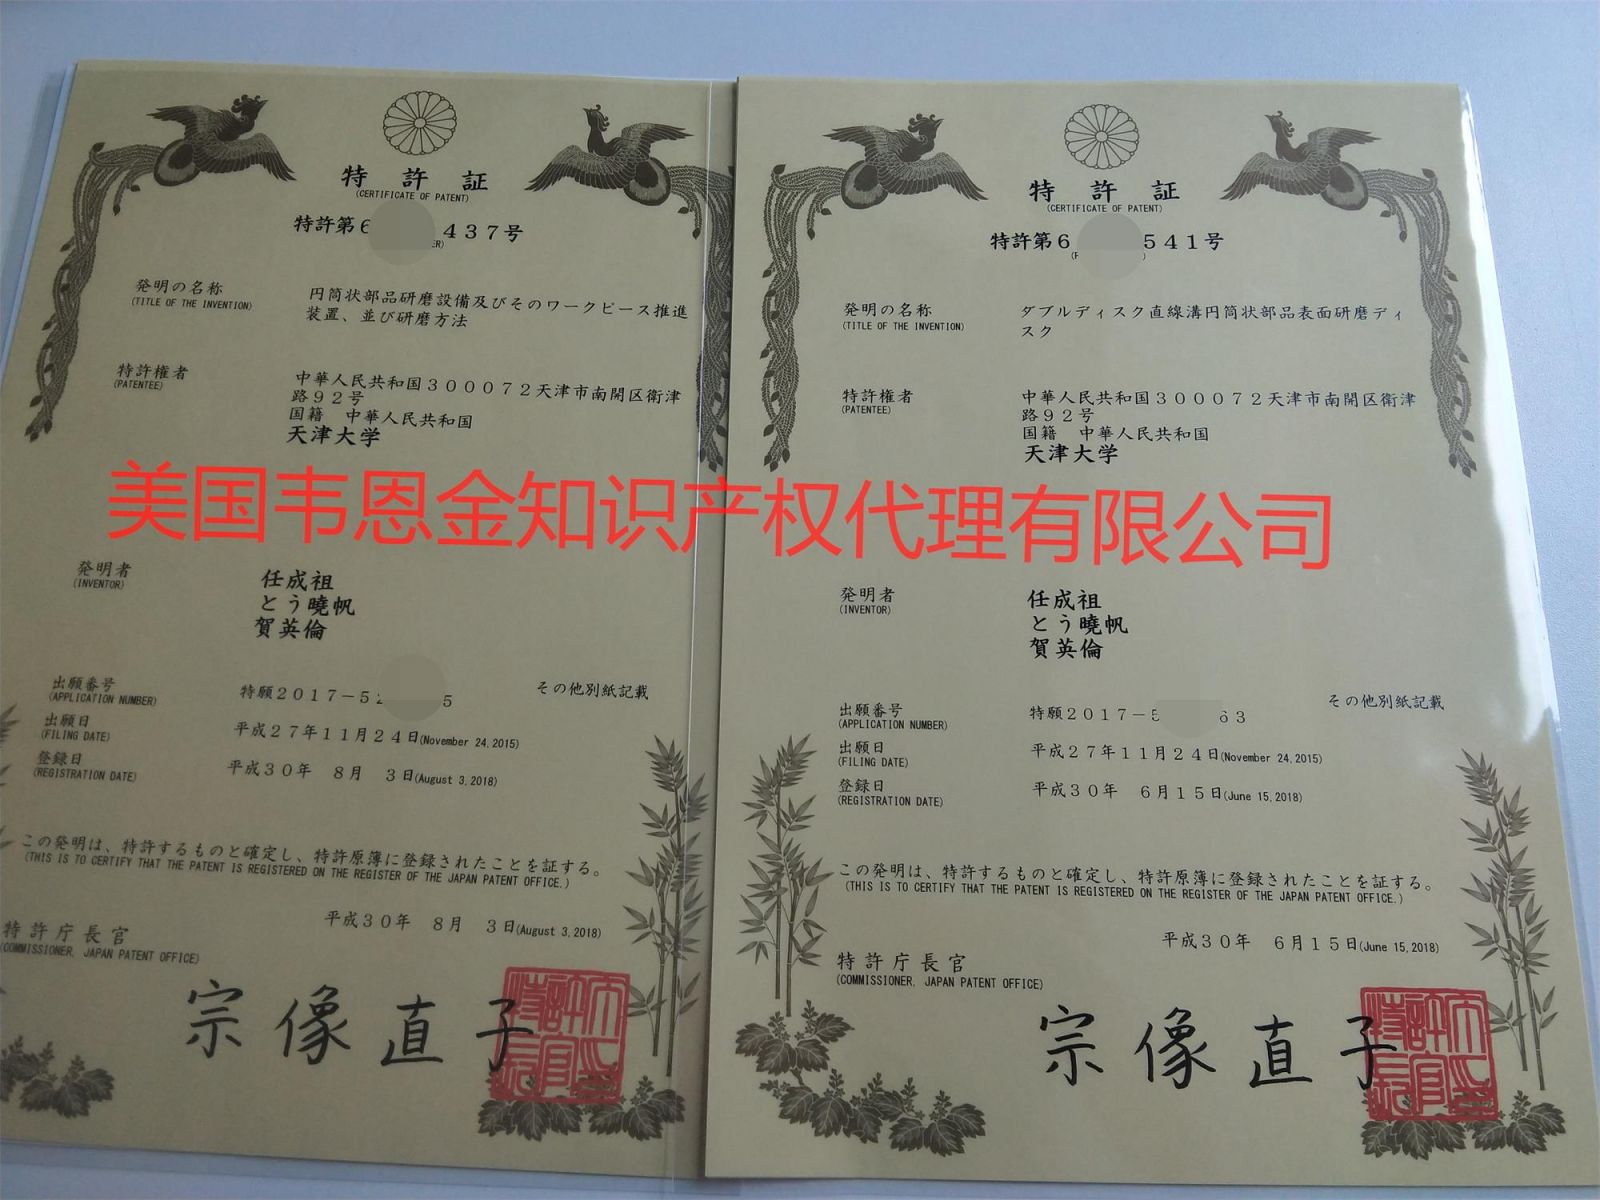 特許証
(CERTIFICATE OF PATENT)
特許第6 437号
発明の名称
(TITLE OF THE INVENTION)
円筒状部品研磨設備及びそのワークピース推進
装置、並び研磨方法
特許権者
(PATENTEE)
中華人民共和国300072天津市南開区衛津
路92号
国籍 中華人民共和国
天津大学
発明者
(INVENTOR)
任成祖
とう曉帆
賀英倫
その他別紙記載
出願番号
(APPLICATION NUMBER)
特願2017-52 5
出願日
(FILING DATE)
平成27年11月24日(November 24,2015)
登録日
(REGISTRATION DATE)
平成30年 8月 3日(August 3,2018)
この発明は、特許するものと確定し、特許原簿に登録されたことを証する。
(THIS IS TO CERTIFY THAT THE PATENT IS REGISTERED ON THE REGISTER OF THE JAPAN PATENT OFFICE.)
平成30年 8月 3日(August 3,2018)
特許庁長官
(COMMISSIONER, JAPAN PATENT OFFICE)
宗像直子
特許証
(CERTIFICATE OF PATENT)
特許第6 541号
発明の名称
(TITLE OF THE INVENTION)
ダブルディスク直線溝円筒状部品表面研磨ディ
スク
特許権者
(PATENTEE)
中華人民共和国300072天津市南開区衛津
路92号
国籍 中華人民共和国
天津大学
美国韦恩金知识产权代理有限公司
発明者
(INVENTOR)
任成祖
とう曉帆
賀英倫
その他別紙記載
出願番号
(APPLICATION NUMBER)
特願2017-5 63
出願日
(FILING DATE)
平成27年11月24日(November 24,2015)
登録日
(REGISTRATION DATE)
平成30年 6月15日(June 15,2018)
この発明は、特許するものと確定し、特許原簿に登録されたことを証する。
(THIS IS TO CERTIFY THAT THE PATENT IS REGISTERED ON THE REGISTER OF THE JAPAN PATENT OFFICE.)
平成30年 6月15日(June 15,2018)
特許庁長官
(COMMISSIONER, JAPAN PATENT OFFICE)
宗像直子